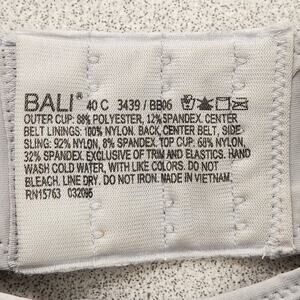 BALI® 40 C 3439 / BB06
OUTER CUP: 88% POLYESTER, 12% SPANDEX. CENTER
BELT LININGS: 100% NYLON. BACK, CENTER BELT, SIDE
SLING: 92% NYLON, 8% SPANDEX. TOP CUP: 68% NYLON,
32% SPANDEX. EXCLUSIVE OF TRIM AND ELASTICS. HAND
WASH COLD WATER, WITH LIKE COLORS. DO NOT
BLEACH. LINE DRY. DO NOT IRON. MADE IN VIETNAM.
RN15763 032095